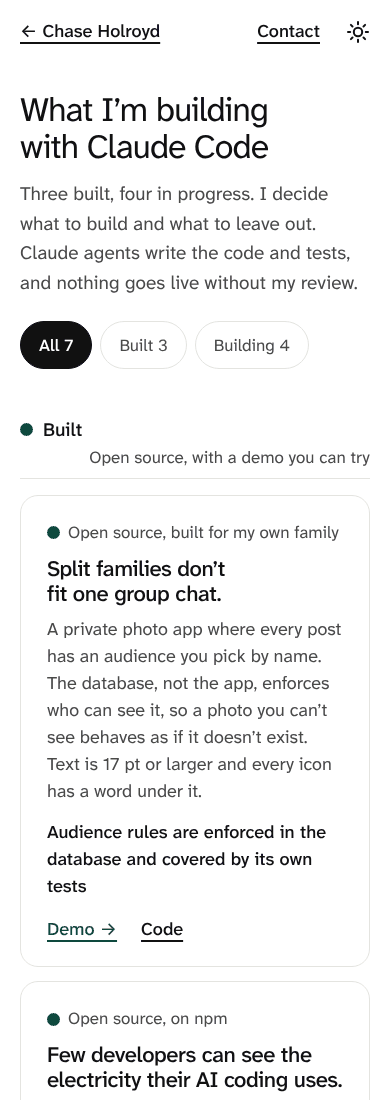 ← Chase Holroyd
Contact
What I’m building
with Claude Code
Three built, four in progress. I decide
what to build and what to leave out.
Claude agents write the code and tests,
and nothing goes live without my review.
All 7
Built 3
Building 4
Built
Open source, with a demo you can try
Open source, built for my own family
Split families don’t
fit one group chat.
A private photo app where every post
has an audience you pick by name.
The database, not the app, enforces
who can see it, so a photo you can’t
see behaves as if it doesn’t exist.
Text is 17 pt or larger and every icon
has a word under it.
Audience rules are enforced in the
database and covered by its own
tests
Demo →
Code
Open source, on npm
Few developers can see the
electricity their AI coding uses.